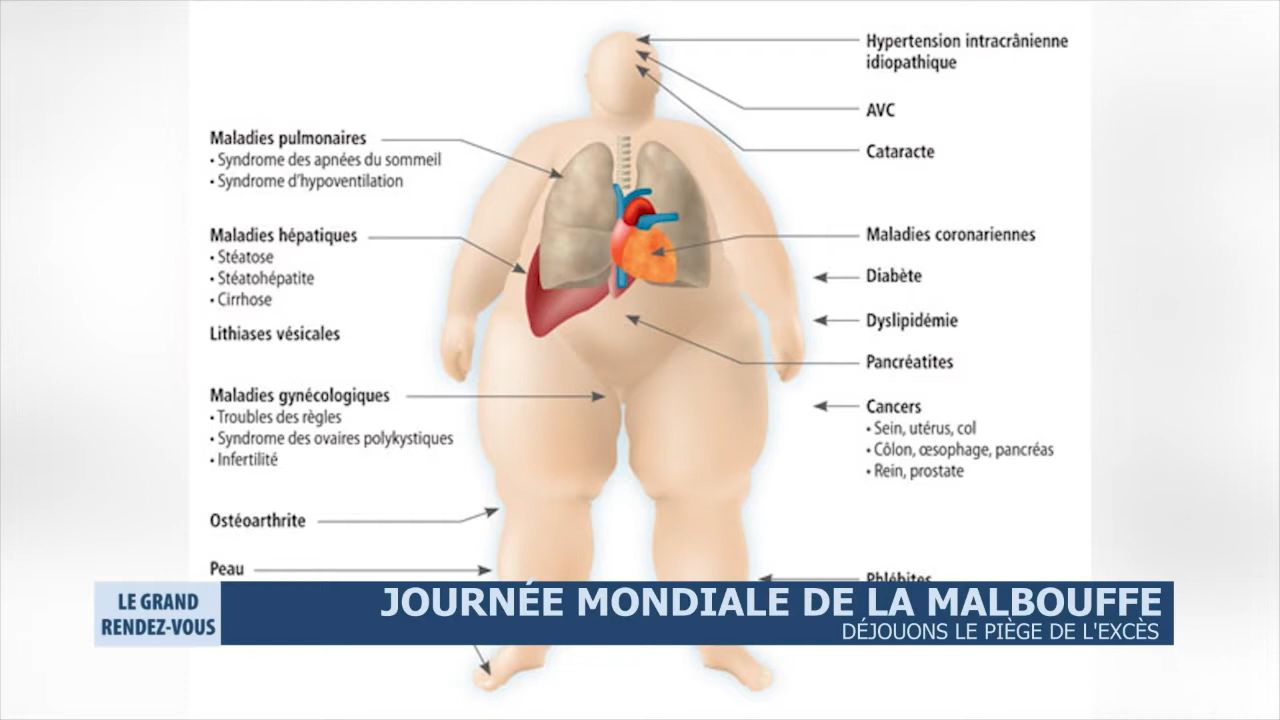 Hypertension intracrânienne
idiopathique
AVC
Cataracte
Maladies pulmonaires
• Syndrome des apnées du sommeil
• Syndrome d'hypoventilation
Maladies hépatiques
• Stéatose
• Stéatohépatite
• Cirrhose
Lithiases vésicales
Maladies gynécologiques
• Troubles des règles
• Syndrome des ovaires polykystiques
• Infertilité
Ostéoarthrite
Peau
Maladies coronariennes
Diabète
Dyslipidémie
Pancréatites
Cancers
• Sein, utérus, col
• Côlon, œsophage, pancréas
• Rein, prostate
Phlébites
LE GRAND
RENDEZ-VOUS
JOURNÉE MONDIALE DE LA MALBOUFFE
DÉJOUONS LE PIÈGE DE L'EXCÈS